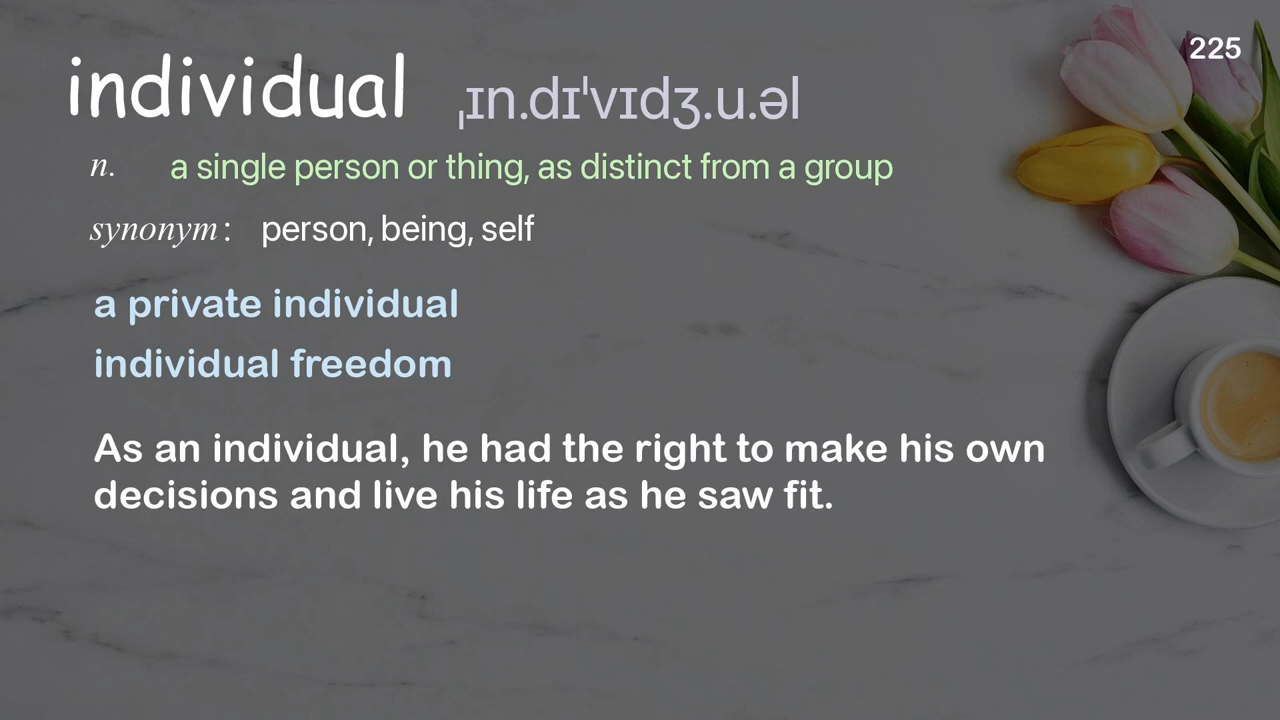 225
individual ˌɪn.dɪˈvɪdʒ.u.əl
n. a single person or thing, as distinct from a group
synonym: person, being, self
a private individual
individual freedom
As an individual, he had the right to make his own
decisions and live his life as he saw fit.